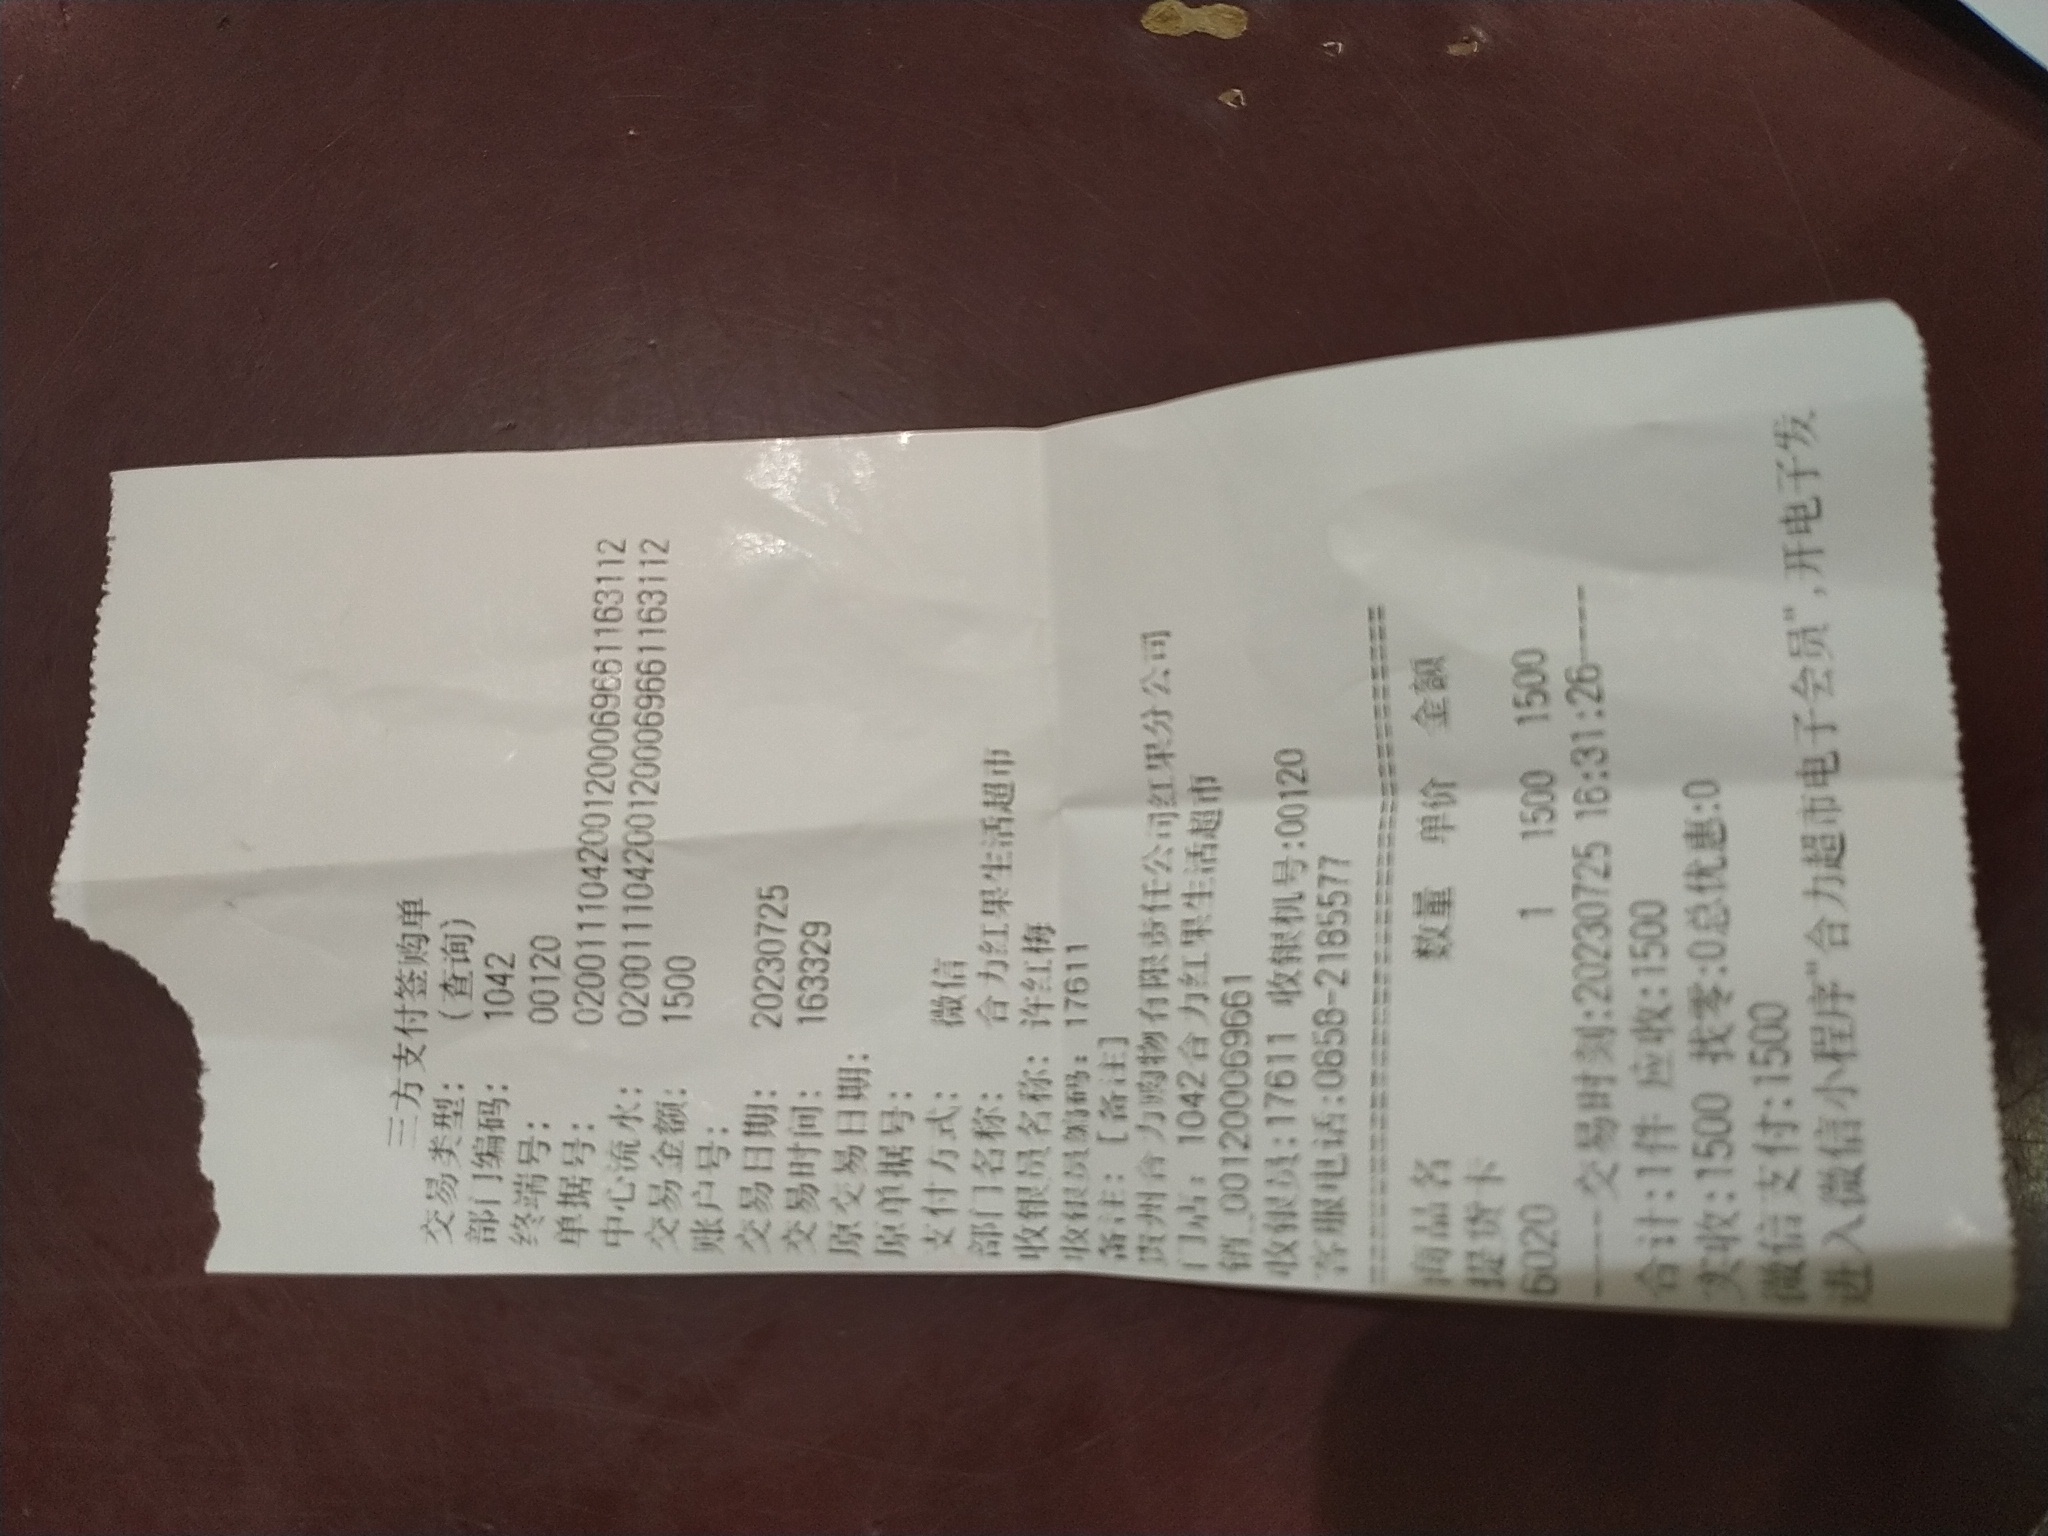 三方支付签购单
交易类型： （查询）
部门编码： 1042
终端号： 00120
单据号： 020011104200120006966116​3112
中心流水： 0200111042001200069661163112
交易金额： 1500
账户号：
交易日期： 20230725
交易时间： 163329
原交易日期：
原单据号：
支付方式： 微信
部门名称： 合力红果生活超市
收银员名称： 许红梅
收银员编码： 17611
备注： [备注]
贵州合力购物有限责任公司红果分公司
门店： 1042合力红果生活超市
销_001200069661
收银员:17611 收银机号:00120
客服电话:0858-2185577
================================
商品名 数量 单价 金额
提货卡
6020 1 1500 1500
----交易时刻:20230725 16:31:26----
合计:1件 应收:1500
实收:1500 找零:0总优惠:0
微信支付:1500
进入微信小程序"合力超市电子会员",开电子发